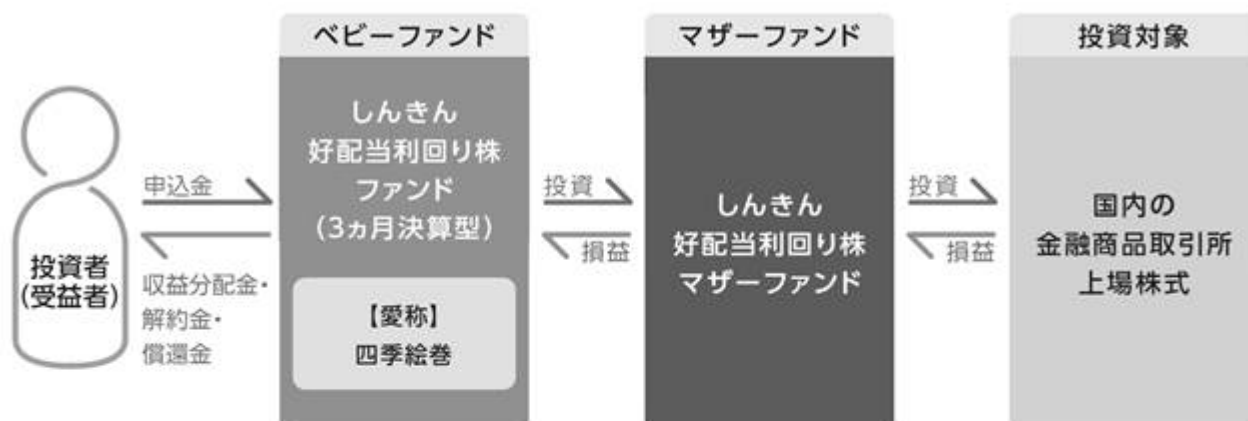 ベビーファンド
マザーファンド
投資対象
しんきん
好配当利回り株
ファンド
(3ヵ月決算型)
【愛称】
四季絵巻
しんきん
好配当利回り株
マザーファンド
国内の
金融商品取引所
上場株式
投資者
(受益者)
申込金
収益分配金・
解約金・
償還金
投資
損益
投資
損益